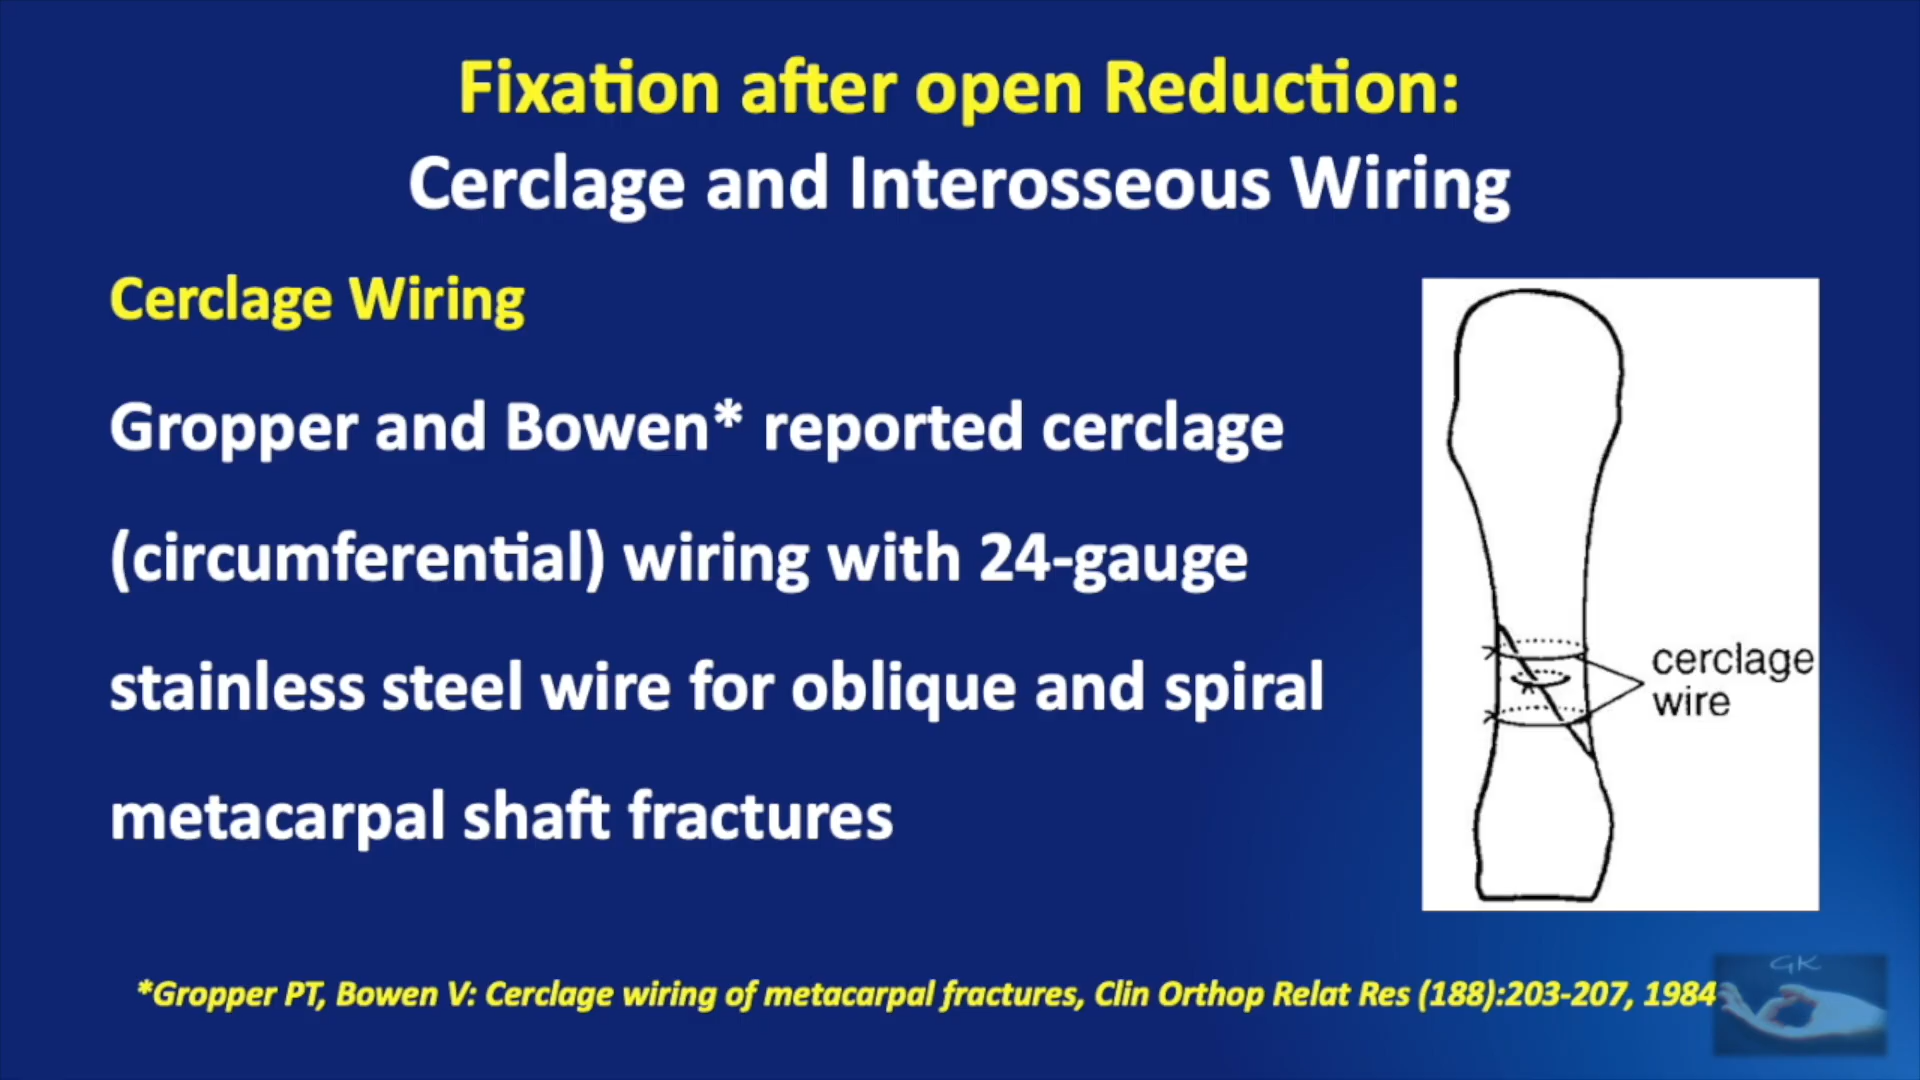 Fixation after open Reduction:
Cerclage and Interosseous Wiring
Cerclage Wiring
Gropper and Bowen* reported cerclage
(circumferential) wiring with 24-gauge
stainless steel wire for oblique and spiral
metacarpal shaft fractures
cerclage
wire
*Gropper PT, Bowen V: Cerclage wiring of metacarpal fractures, Clin Orthop Relat Res (188):203-207, 1984
GK